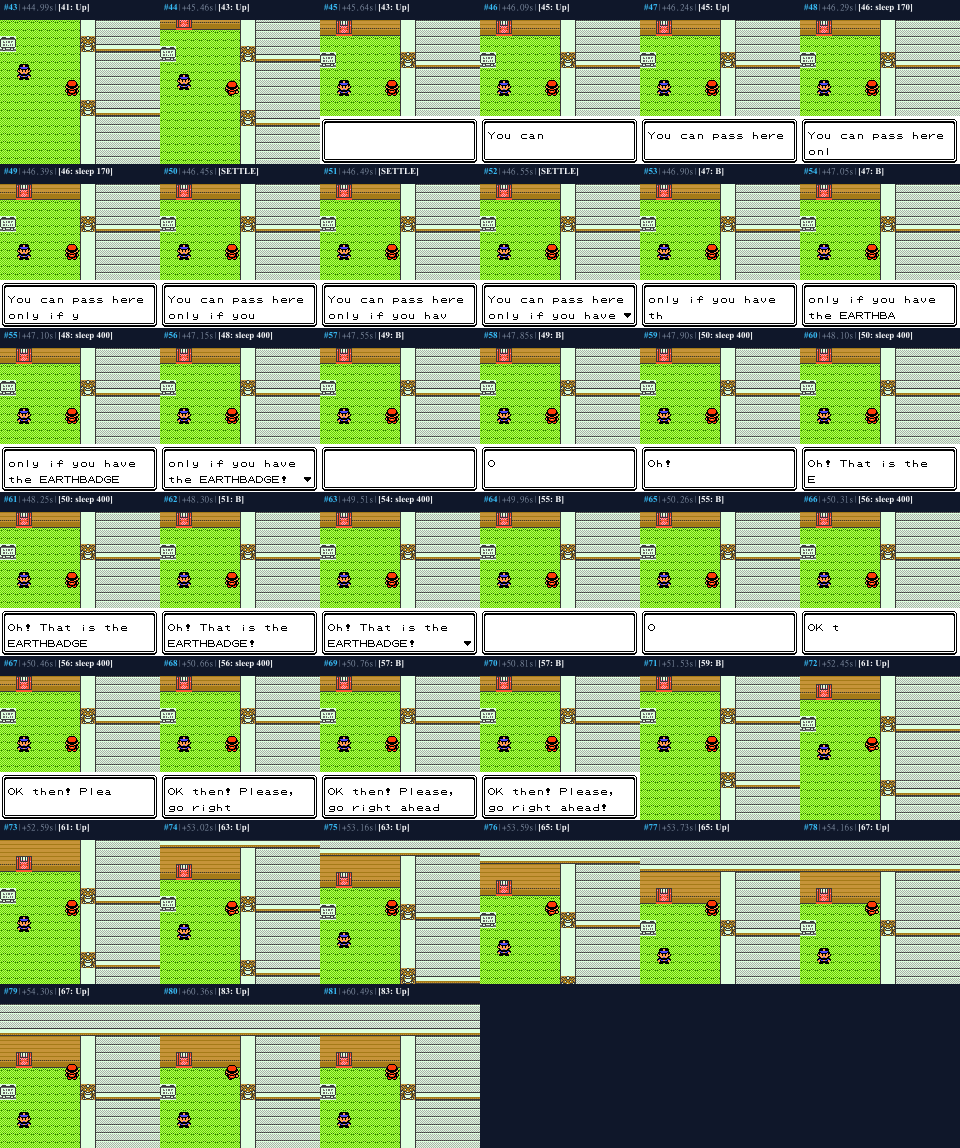 #43|+44.99s|[41: Up]
#44|+45.46s|[43: Up]
#45|+45.64s|[43: Up]
#46|+46.09s|[45: Up]
You can
#47|+46.24s|[45: Up]
You can pass here
#48|+46.29s|[46: sleep 170]
You can pass here
onl
#49|+46.39s|[46: sleep 170]
You can pass here
only if y
#50|+46.45s|[SETTLE]
You can pass here
only if you
#51|+46.49s|[SETTLE]
You can pass here
only if you hav
#52|+46.55s|[SETTLE]
You can pass here
only if you have ▼
#53|+46.90s|[47: B]
only if you have
th
#54|+47.05s|[47: B]
only if you have
the EARTHBA
#55|+47.10s|[48: sleep 400]
only if you have
the EARTHBADGE
#56|+47.15s|[48: sleep 400]
only if you have
the EARTHBADGE! ▼
#57|+47.55s|[49: B]
#58|+47.85s|[49: B]
O
#59|+47.90s|[50: sleep 400]
Oh!
#60|+48.10s|[50: sleep 400]
Oh! That is the
E
#61|+48.25s|[50: sleep 400]
Oh! That is the
EARTHBADGE
#62|+48.30s|[51: B]
Oh! That is the
EARTHBADGE!
#63|+49.51s|[54: sleep 400]
Oh! That is the
EARTHBADGE! ▼
#64|+49.96s|[55: B]
#65|+50.26s|[55: B]
O
#66|+50.31s|[56: sleep 400]
OK t
#67|+50.46s|[56: sleep 400]
OK then! Plea
#68|+50.66s|[56: sleep 400]
OK then! Please,
go right
#69|+50.76s|[57: B]
OK then! Please,
go right ahead
#70|+50.81s|[57: B]
OK then! Please,
go right ahead!
#71|+51.53s|[59: B]
#72|+52.45s|[61: Up]
#73|+52.59s|[61: Up]
#74|+53.02s|[63: Up]
#75|+53.16s|[63: Up]
#76|+53.59s|[65: Up]
#77|+53.73s|[65: Up]
#78|+54.16s|[67: Up]
#79|+54.30s|[67: Up]
#80|+60.36s|[83: Up]
#81|+60.49s|[83: Up]